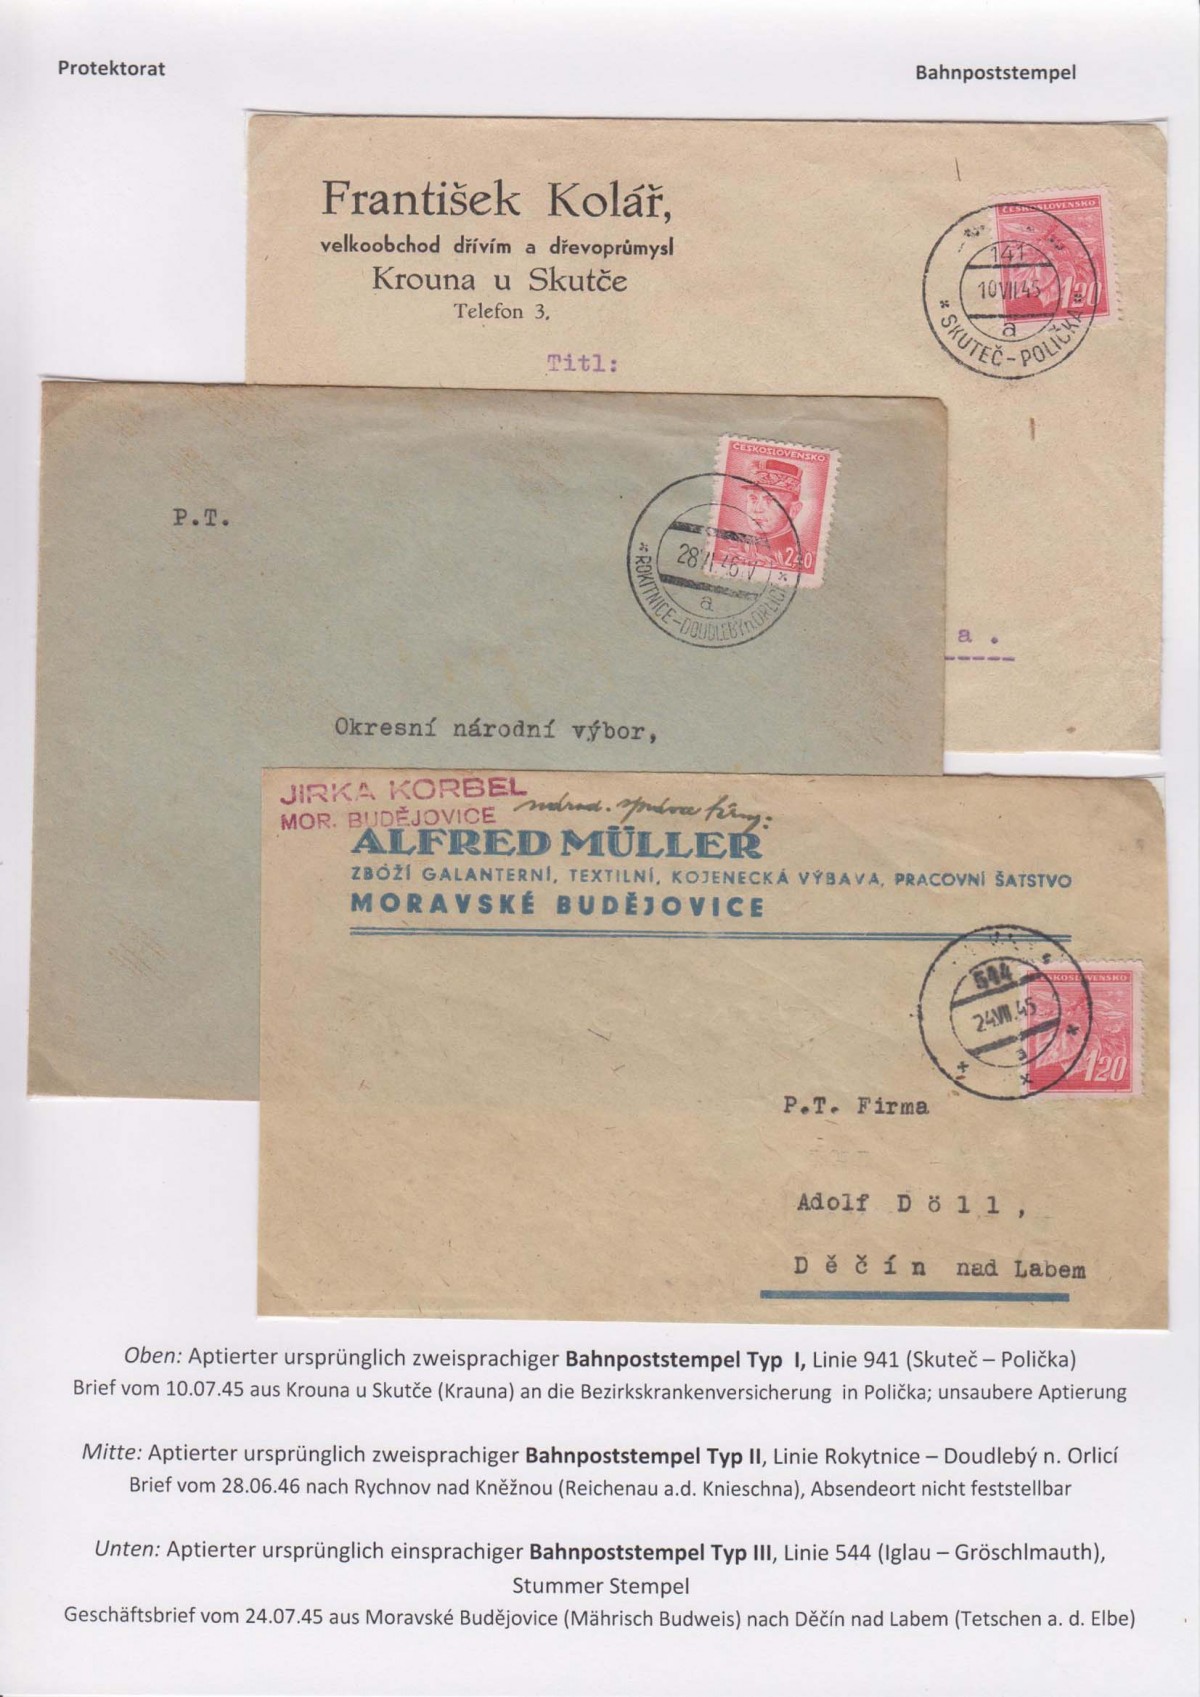 Protektorat
Bahnpoststempel
František Kolář,
velkoobchod dřívím a dřevoprůmysl
Krouna u Skutče
Telefon 3.
Titl:
ČESKOSLOVENSKO
1.20
141
10VII.45
a
* SKUTEČ–POLIČKA *
a.
P.T.
ČESKOSLOVENSKO
2.40
28VI.46
a
* ROKITNICE–DOUDLEBY n. ORLICÍ *
Okresní národní výbor,
JIRKA KORBEL
MOR. BUDĚJOVICE
národ. správce firmy:
ALFRED MÜLLER
ZBOŽÍ GALANTERNÍ, TEXTILNÍ, KOJENECKÁ VÝBAVA, PRACOVNÍ ŠATSTVO
MORAVSKÉ BUDĚJOVICE
ČESKOSLOVENSKO
1.20
544
24.VII.45
P.T. Firma
Adolf Döll,
Děčín nad Labem
Oben: Aptierter ursprünglich zweisprachiger Bahnpoststempel Typ I, Linie 941 (Skuteč – Polička)
Brief vom 10.07.45 aus Krouna u Skutče (Krauna) an die Bezirkskrankenversicherung in Polička; unsaubere Aptierung
Mitte: Aptierter ursprünglich zweisprachiger Bahnpoststempel Typ II, Linie Rokytnice – Doudlebý n. Orlicí
Brief vom 28.06.46 nach Rychnov nad Kněžnou (Reichenau a.d. Knieschna), Absendeort nicht feststellbar
Unten: Aptierter ursprünglich einsprachiger Bahnpoststempel Typ III, Linie 544 (Iglau – Gröschlmauth),
Stummer Stempel
Geschäftsbrief vom 24.07.45 aus Moravské Budějovice (Mährisch Budweis) nach Děčín nad Labem (Tetschen a. d. Elbe)